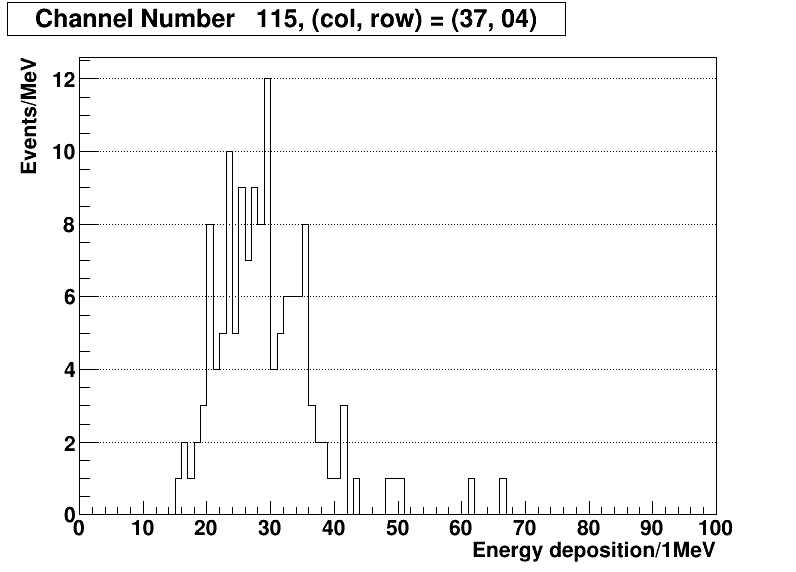 Channel Number 115, (col, row) = (37, 04)
Events/MeV
12
10
8
6
4
2
0
0 10 20 30 40 50 60 70 80 90 100
Energy deposition/1MeV